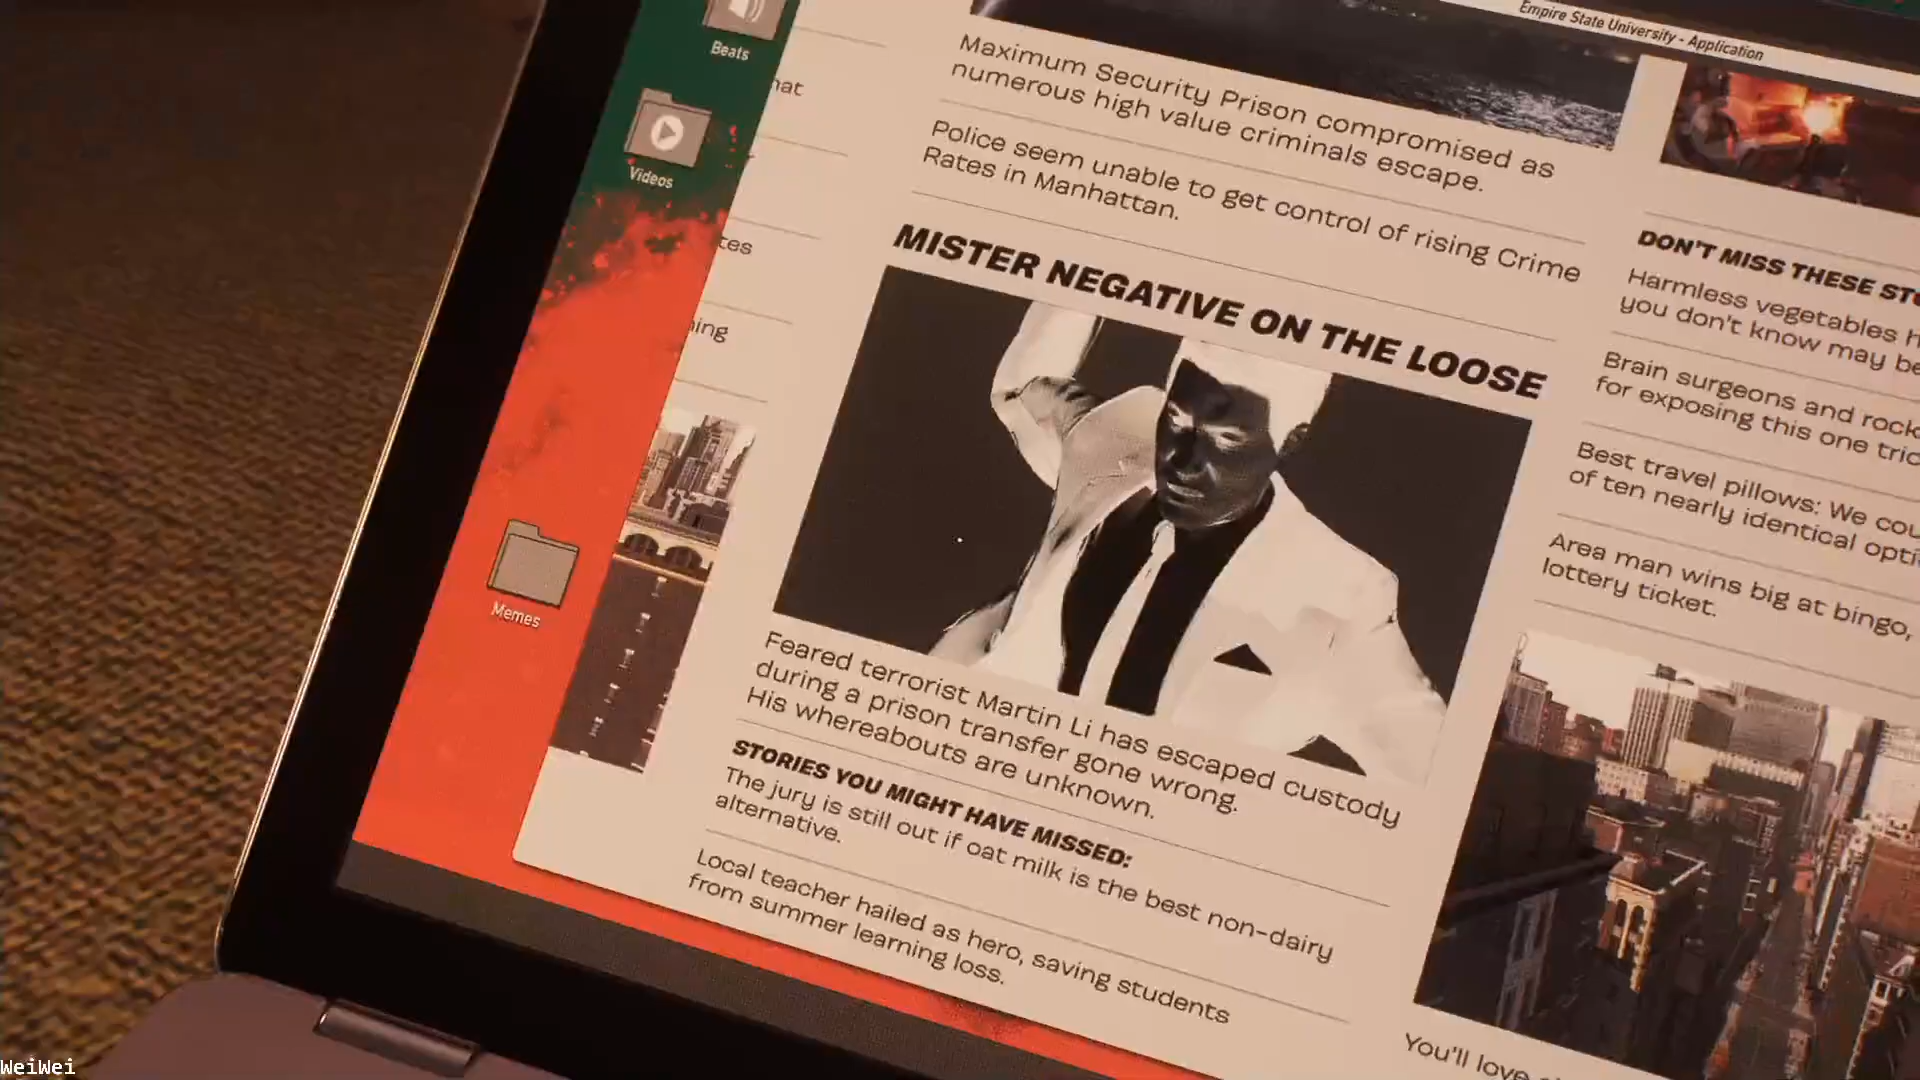 Empire State University - Application
Beats
Videos
Memes
hat
tes
ning
Maximum Security Prison compromised as
numerous high value criminals escape.
Police seem unable to get control of rising Crime
Rates in Manhattan.
MISTER NEGATIVE ON THE LOOSE
Feared terrorist Martin Li has escaped custody
during a prison transfer gone wrong.
His whereabouts are unknown.
STORIES YOU MIGHT HAVE MISSED:
The jury is still out if oat milk is the best non-dairy
alternative.
Local teacher hailed as hero, saving students
from summer learning loss.
DON'T MISS THESE
Harmless vegetables
you don't know may be
Brain surgeons and rock
for exposing this one
Best travel pillows: We
of ten nearly identical
Area man wins big at bingo,
lottery ticket.
You'll love
WeiWei